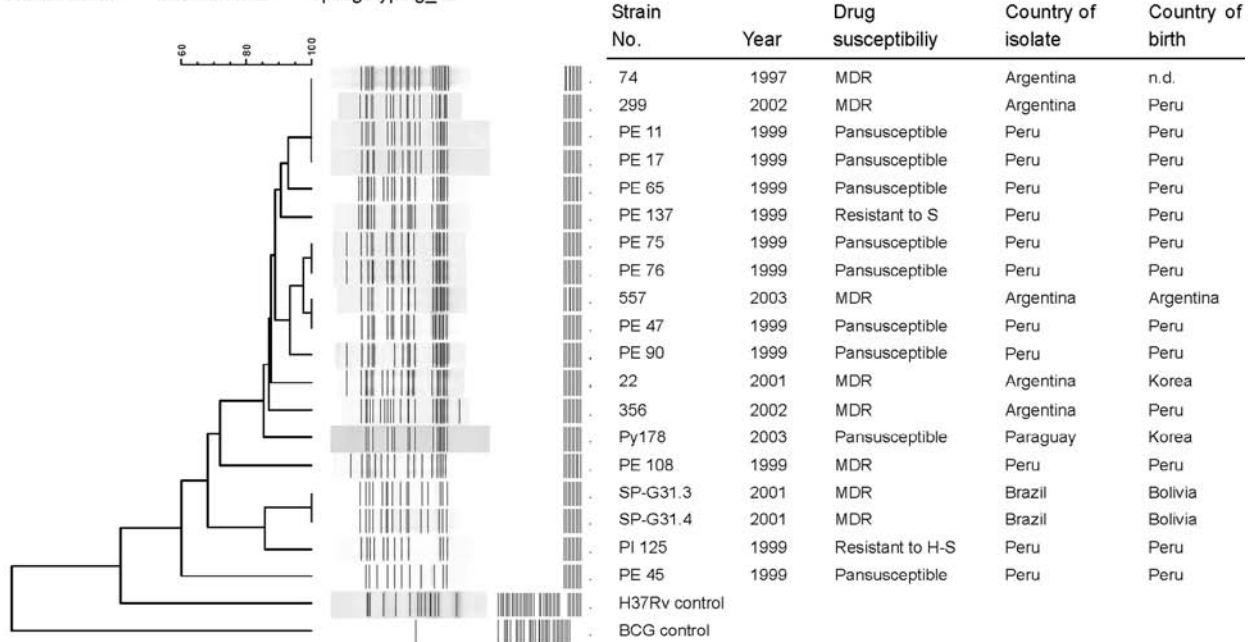 60 80 100
Strain No. Year Drug susceptibiliy Country of isolate Country of birth
74 1997 MDR Argentina n.d.
299 2002 MDR Argentina Peru
PE 11 1999 Pansusceptible Peru Peru
PE 17 1999 Pansusceptible Peru Peru
PE 65 1999 Pansusceptible Peru Peru
PE 137 1999 Resistant to S Peru Peru
PE 75 1999 Pansusceptible Peru Peru
PE 76 1999 Pansusceptible Peru Peru
557 2003 MDR Argentina Argentina
PE 47 1999 Pansusceptible Peru Peru
PE 90 1999 Pansusceptible Peru Peru
22 2001 MDR Argentina Korea
356 2002 MDR Argentina Peru
Py178 2003 Pansusceptible Paraguay Korea
PE 108 1999 MDR Peru Peru
SP-G31.3 2001 MDR Brazil Bolivia
SP-G31.4 2001 MDR Brazil Bolivia
PI 125 1999 Resistant to H-S Peru Peru
PE 45 1999 Pansusceptible Peru Peru
H37Rv control
BCG control